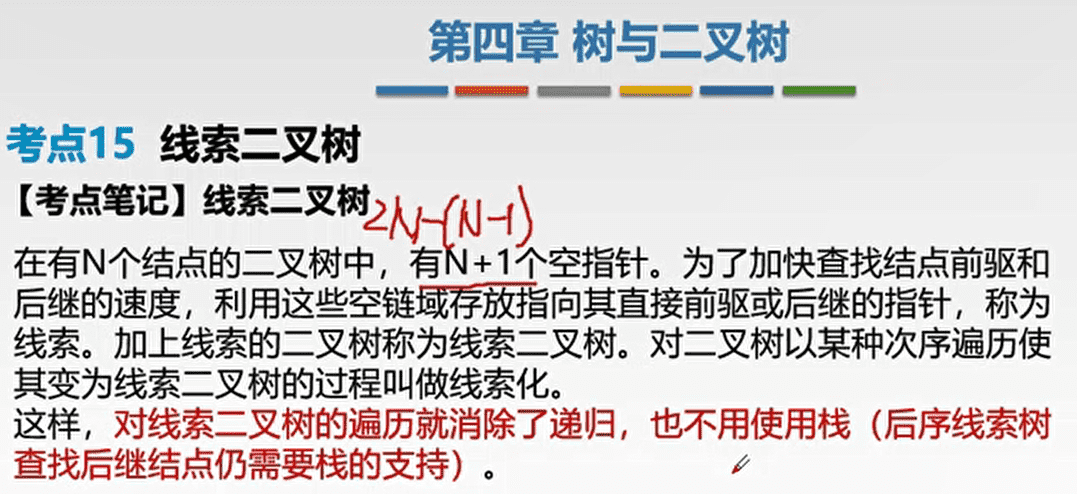 第四章 树与二叉树
考点15 线索二叉树
【考点笔记】线索二叉树
2N-(N-1)
在有N个结点的二叉树中，有N+1个空指针。为了加快查找结点前驱和
后继的速度，利用这些空链域存放指向其直接前驱或后继的指针，称为
线索。加上线索的二叉树称为线索二叉树。对二叉树以某种次序遍历使
其变为线索二叉树的过程叫做线索化。
这样，对线索二叉树的遍历就消除了递归，也不用使用栈（后序线索树
查找后继结点仍需要栈的支持）。